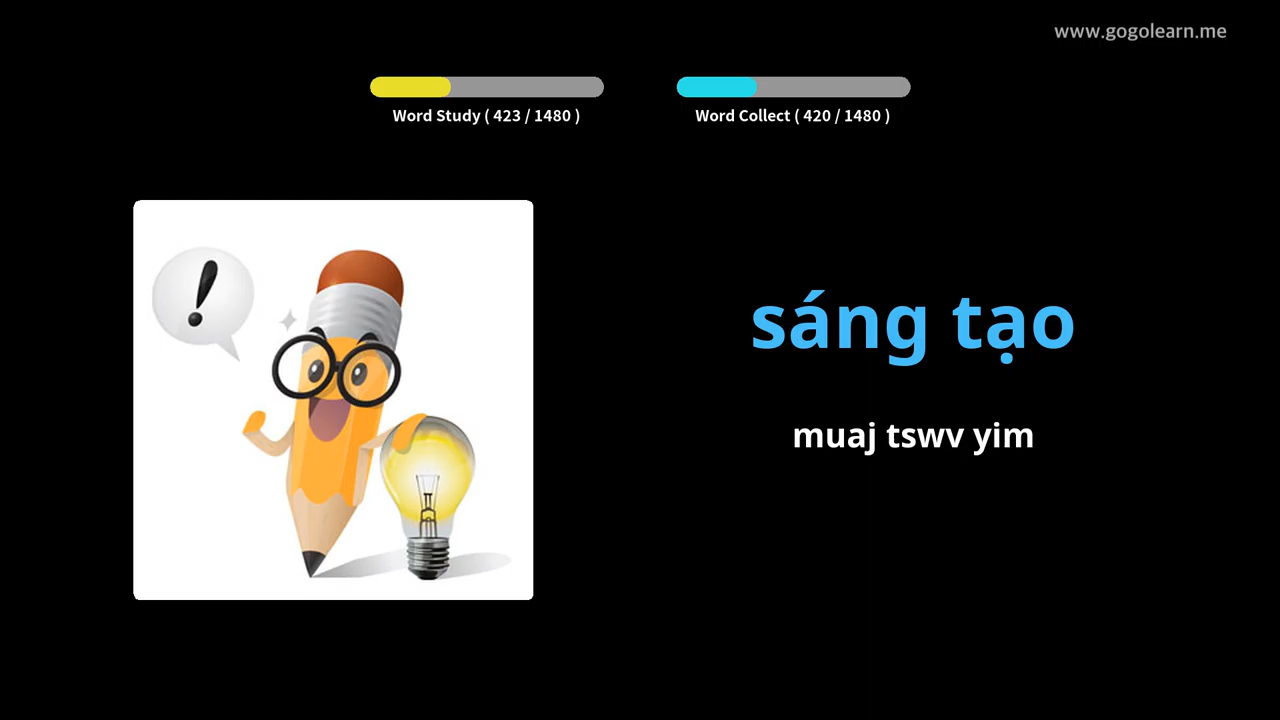 www.gogolearn.me
Word Study ( 423 / 1480 )
Word Collect ( 420 / 1480 )
!
sáng tạo
muaj tswv yim